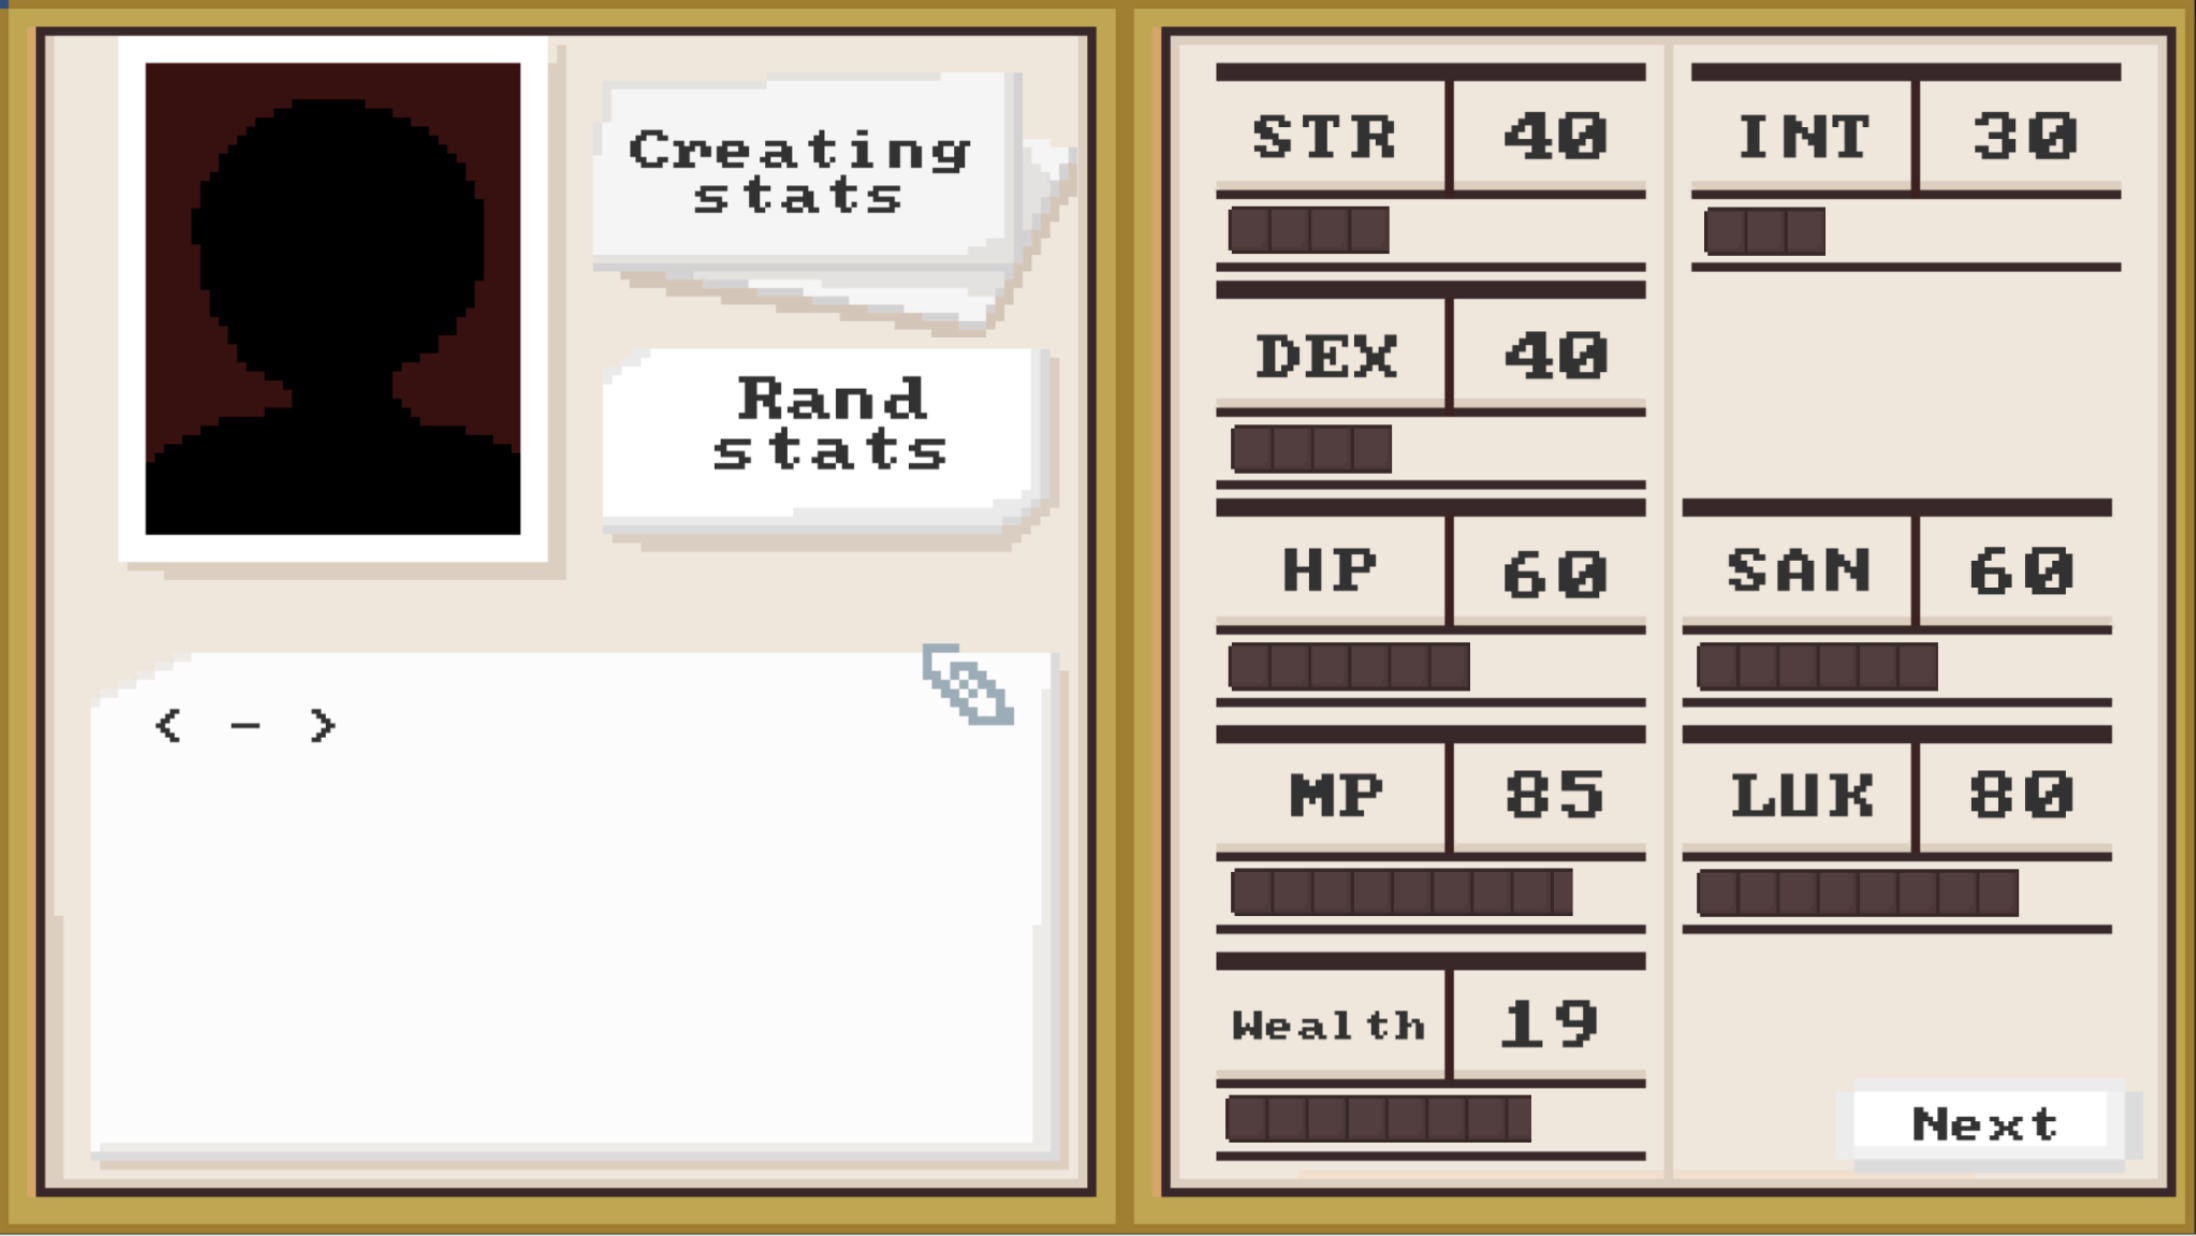 Creating
stats
Rand
stats
< - >
STR 40
INT 30
DEX 40
HP 60
SAN 60
MP 85
LUK 80
Wealth 19
Next